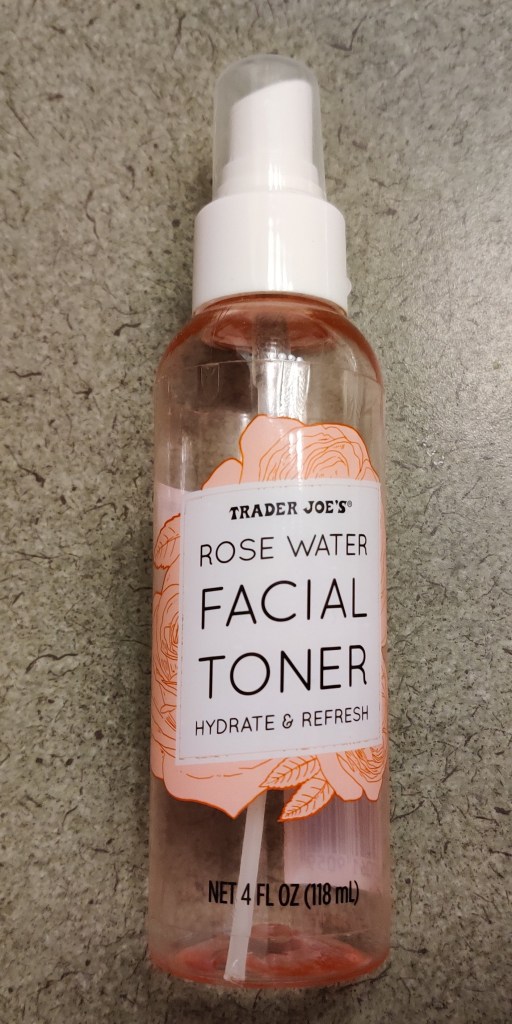 TRADER JOE'S®
ROSE WATER
FACIAL
TONER
HYDRATE & REFRESH
NET 4 FL OZ (118 mL)